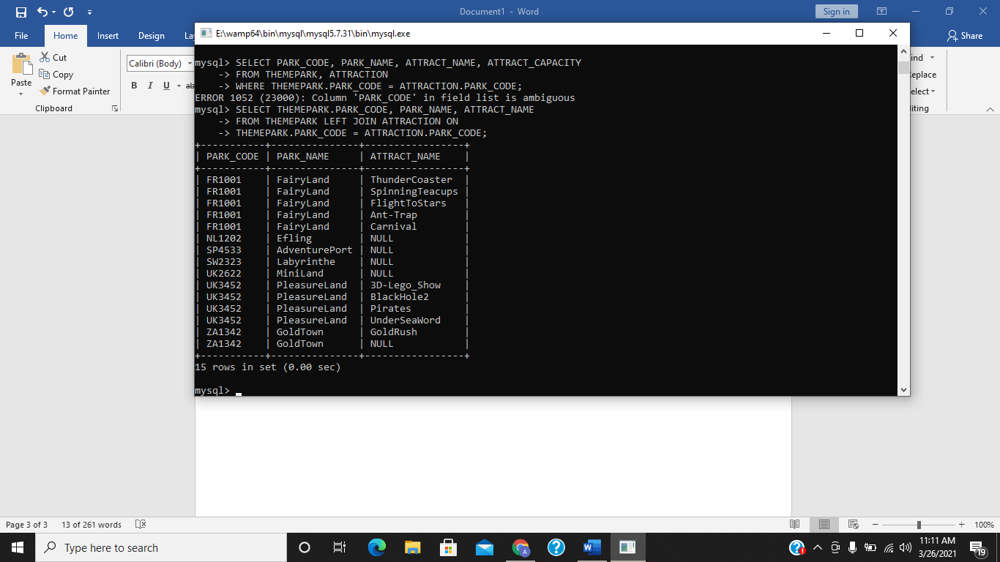 Document1 - Word
Sign in
File Home Insert Design La
Share
Paste
Cut
Copy
Format Painter
Clipboard
Calibri (Body)
B I U ab
ind
eplace
elect
iting
E:\wamp64\bin\mysql\mysql5.7.31\bin\mysql.exe
mysql> SELECT PARK_CODE, PARK_NAME, ATTRACT_NAME, ATTRACT_CAPACITY
    -> FROM THEMEPARK, ATTRACTION
    -> WHERE THEMEPARK.PARK_CODE = ATTRACTION.PARK_CODE;
ERROR 1052 (23000): Column 'PARK_CODE' in field list is ambiguous
mysql> SELECT THEMEPARK.PARK_CODE, PARK_NAME, ATTRACT_NAME
    -> FROM THEMEPARK LEFT JOIN ATTRACTION ON
    -> THEMEPARK.PARK_CODE = ATTRACTION.PARK_CODE;
+-----------+---------------+-----------------+
| PARK_CODE | PARK_NAME     | ATTRACT_NAME    |
+-----------+---------------+-----------------+
| FR1001    | FairyLand     | ThunderCoaster  |
| FR1001    | FairyLand     | SpinningTeacups |
| FR1001    | FairyLand     | FlightToStars   |
| FR1001    | FairyLand     | Ant-Trap        |
| FR1001    | FairyLand     | Carnival        |
| NL1202    | Efling        | NULL            |
| SP4533    | AdventurePort | NULL            |
| SW2323    | Labyrinthe    | NULL            |
| UK2622    | MiniLand      | NULL            |
| UK3452    | PleasureLand  | 3D-Lego_Show    |
| UK3452    | PleasureLand  | BlackHole2      |
| UK3452    | PleasureLand  | Pirates         |
| UK3452    | PleasureLand  | UnderSeaWord    |
| ZA1342    | GoldTown      | GoldRush        |
| ZA1342    | GoldTown      | NULL            |
+-----------+---------------+-----------------+
15 rows in set (0.00 sec)
mysql>
Page 3 of 3 13 of 261 words
100%
Type here to search
11:11 AM
3/26/2021
19